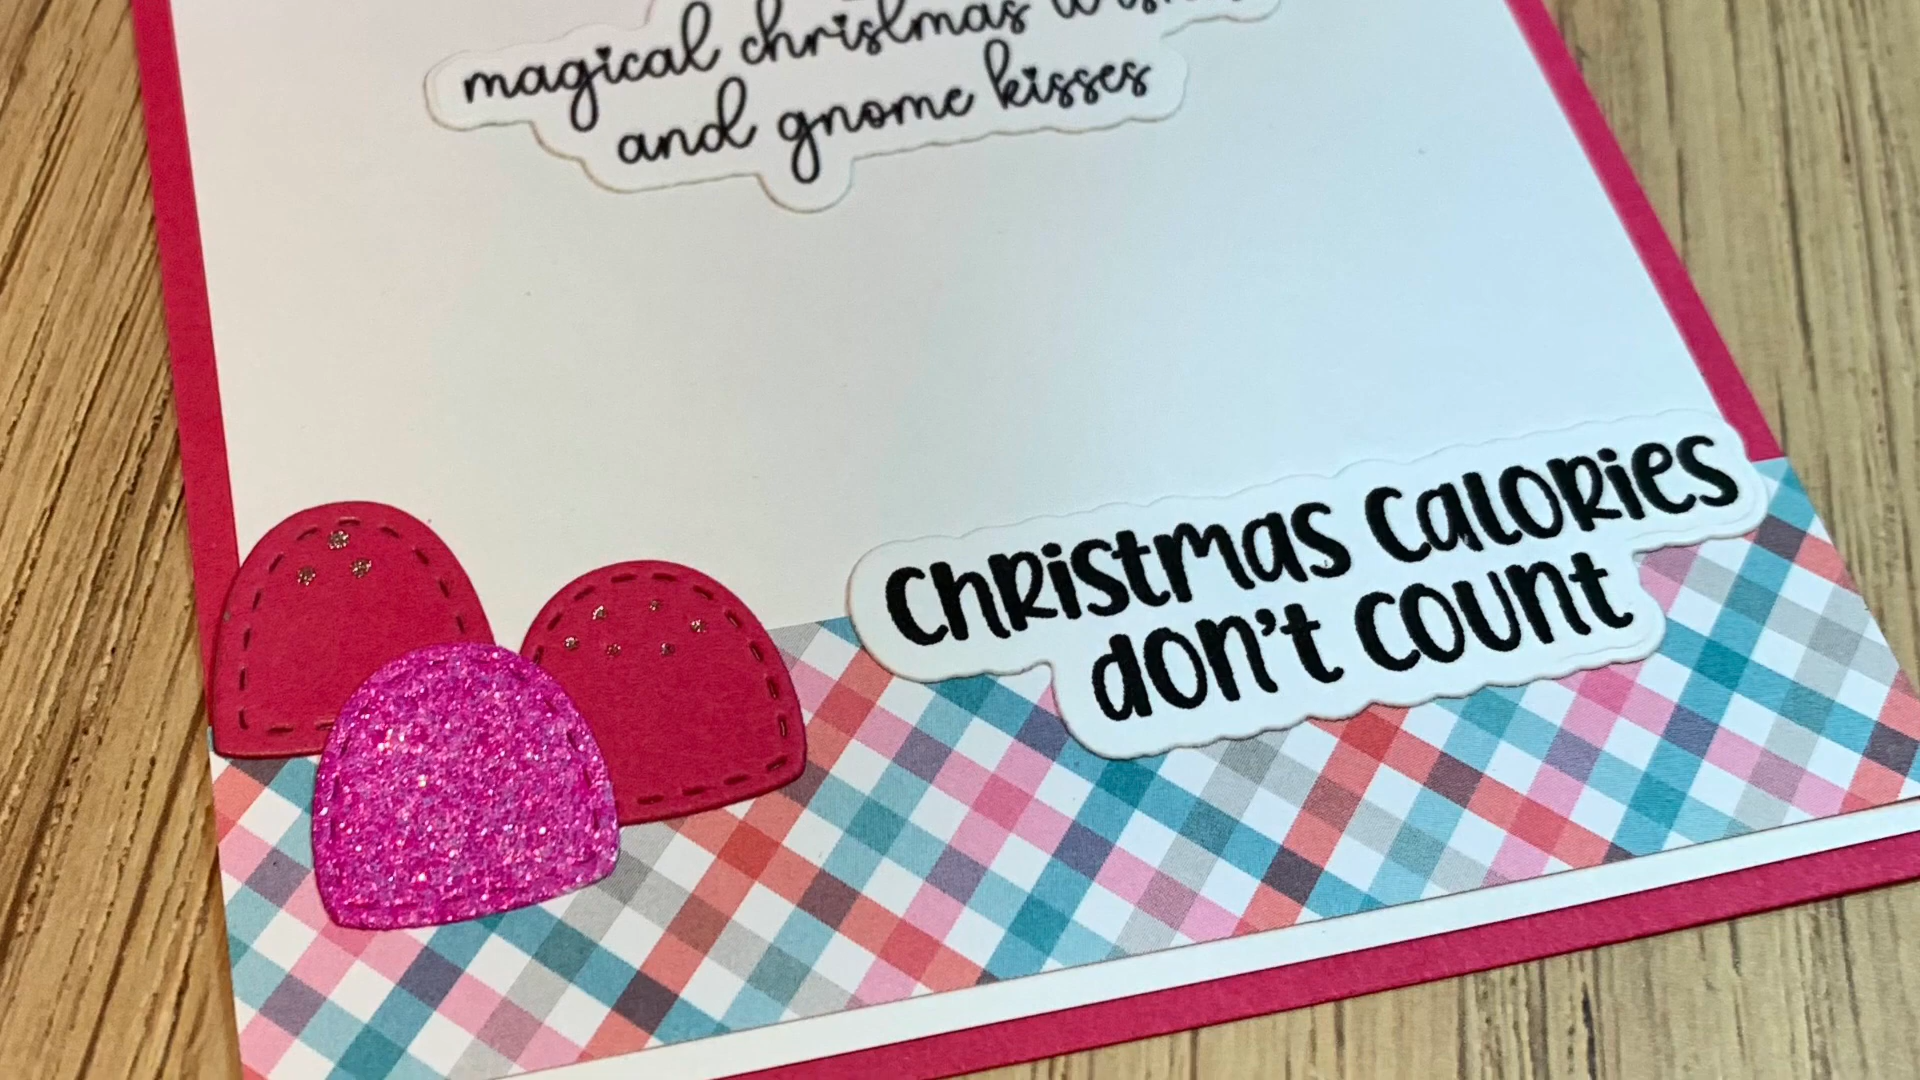 magical christmas
and gnome kisses
Christmas Calories
don't count